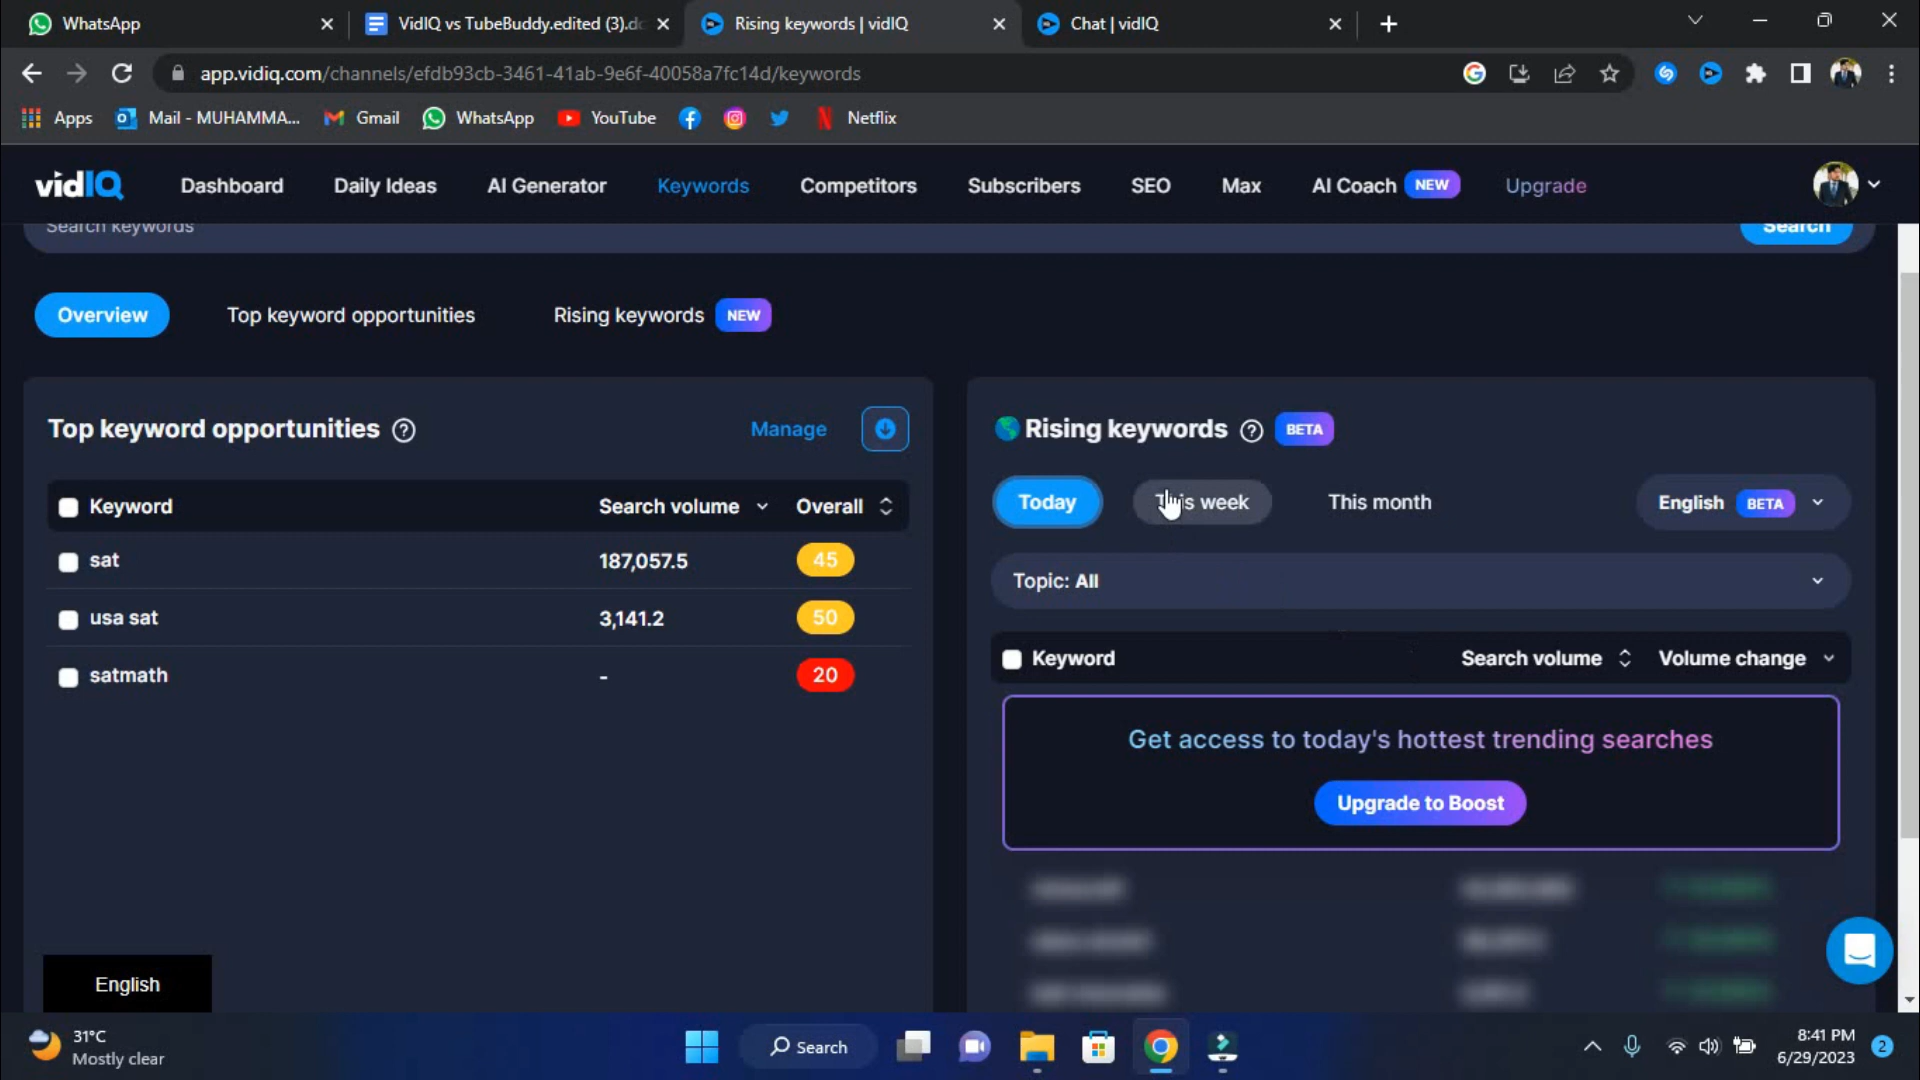 WhatsApp
VidIQ vs TubeBuddy.edited (3).dc
Rising keywords | vidIQ
Chat | vidIQ
app.vidiq.com/channels/efdb93cb-3461-41ab-9e6f-40058a7fc14d/keywords
Apps
Mail - MUHAMMA...
Gmail
WhatsApp
YouTube
Netflix
vidIQ
Dashboard
Daily Ideas
AI Generator
Keywords
Competitors
Subscribers
SEO
Max
AI Coach NEW
Upgrade
Search keywords
Search
Overview
Top keyword opportunities
Rising keywords NEW
Top keyword opportunities ?
Manage
Keyword Search volume Overall
sat 187,057.5 45
usa sat 3,141.2 50
satmath - 20
Rising keywords ? BETA
Today
This week
This month
English BETA
Topic: All
Keyword Search volume Volume change
Get access to today's hottest trending searches
Upgrade to Boost
English
31°C
Mostly clear
Search
8:41 PM
6/29/2023
2